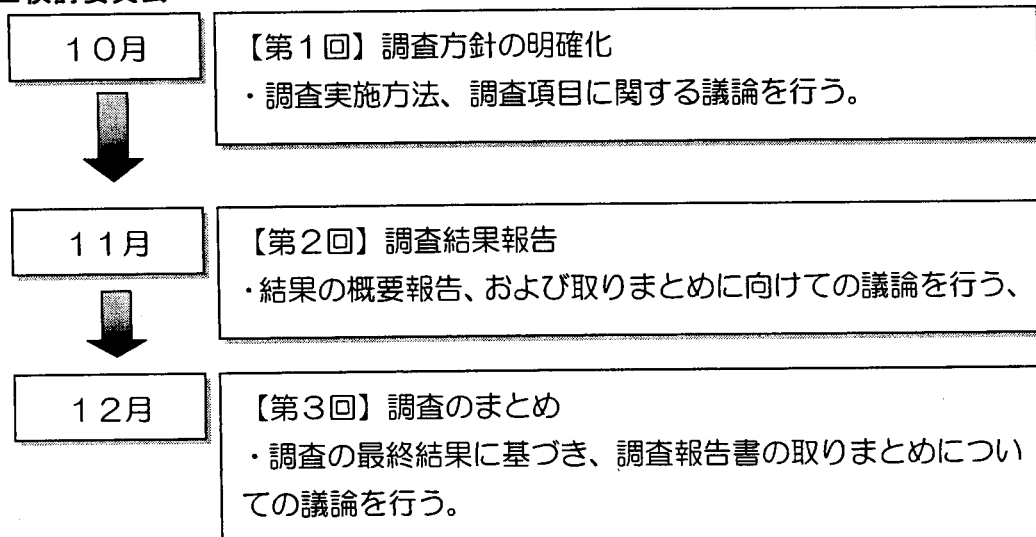 10月
【第1回】調査方針の明確化
・調査実施方法、調査項目に関する議論を行う。
11月
【第2回】調査結果報告
・結果の概要報告、および取りまとめに向けての議論を行う、
12月
【第3回】調査のまとめ
・調査の最終結果に基づき、調査報告書の取りまとめについ
ての議論を行う。